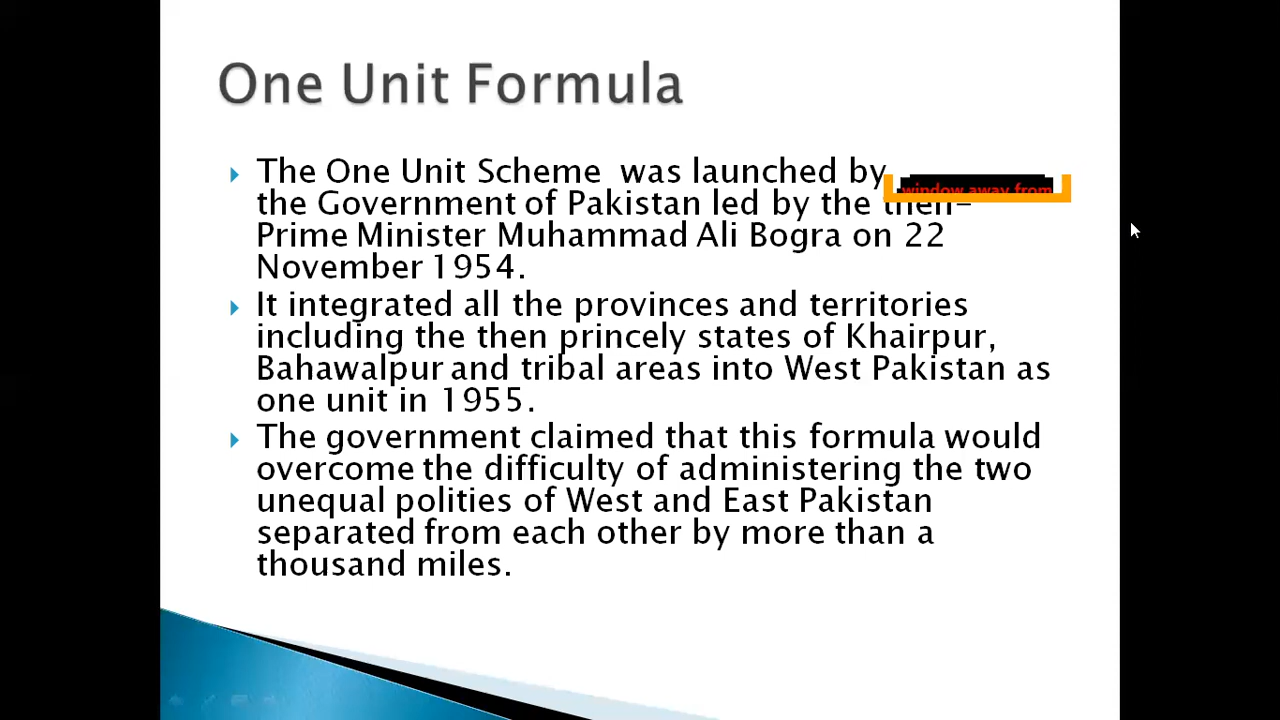 One Unit Formula
The One Unit Scheme was launched by
window away from
the Government of Pakistan led by the then-
Prime Minister Muhammad Ali Bogra on 22
November 1954.
It integrated all the provinces and territories
including the then princely states of Khairpur,
Bahawalpur and tribal areas into West Pakistan as
one unit in 1955.
The government claimed that this formula would
overcome the difficulty of administering the two
unequal polities of West and East Pakistan
separated from each other by more than a
thousand miles.